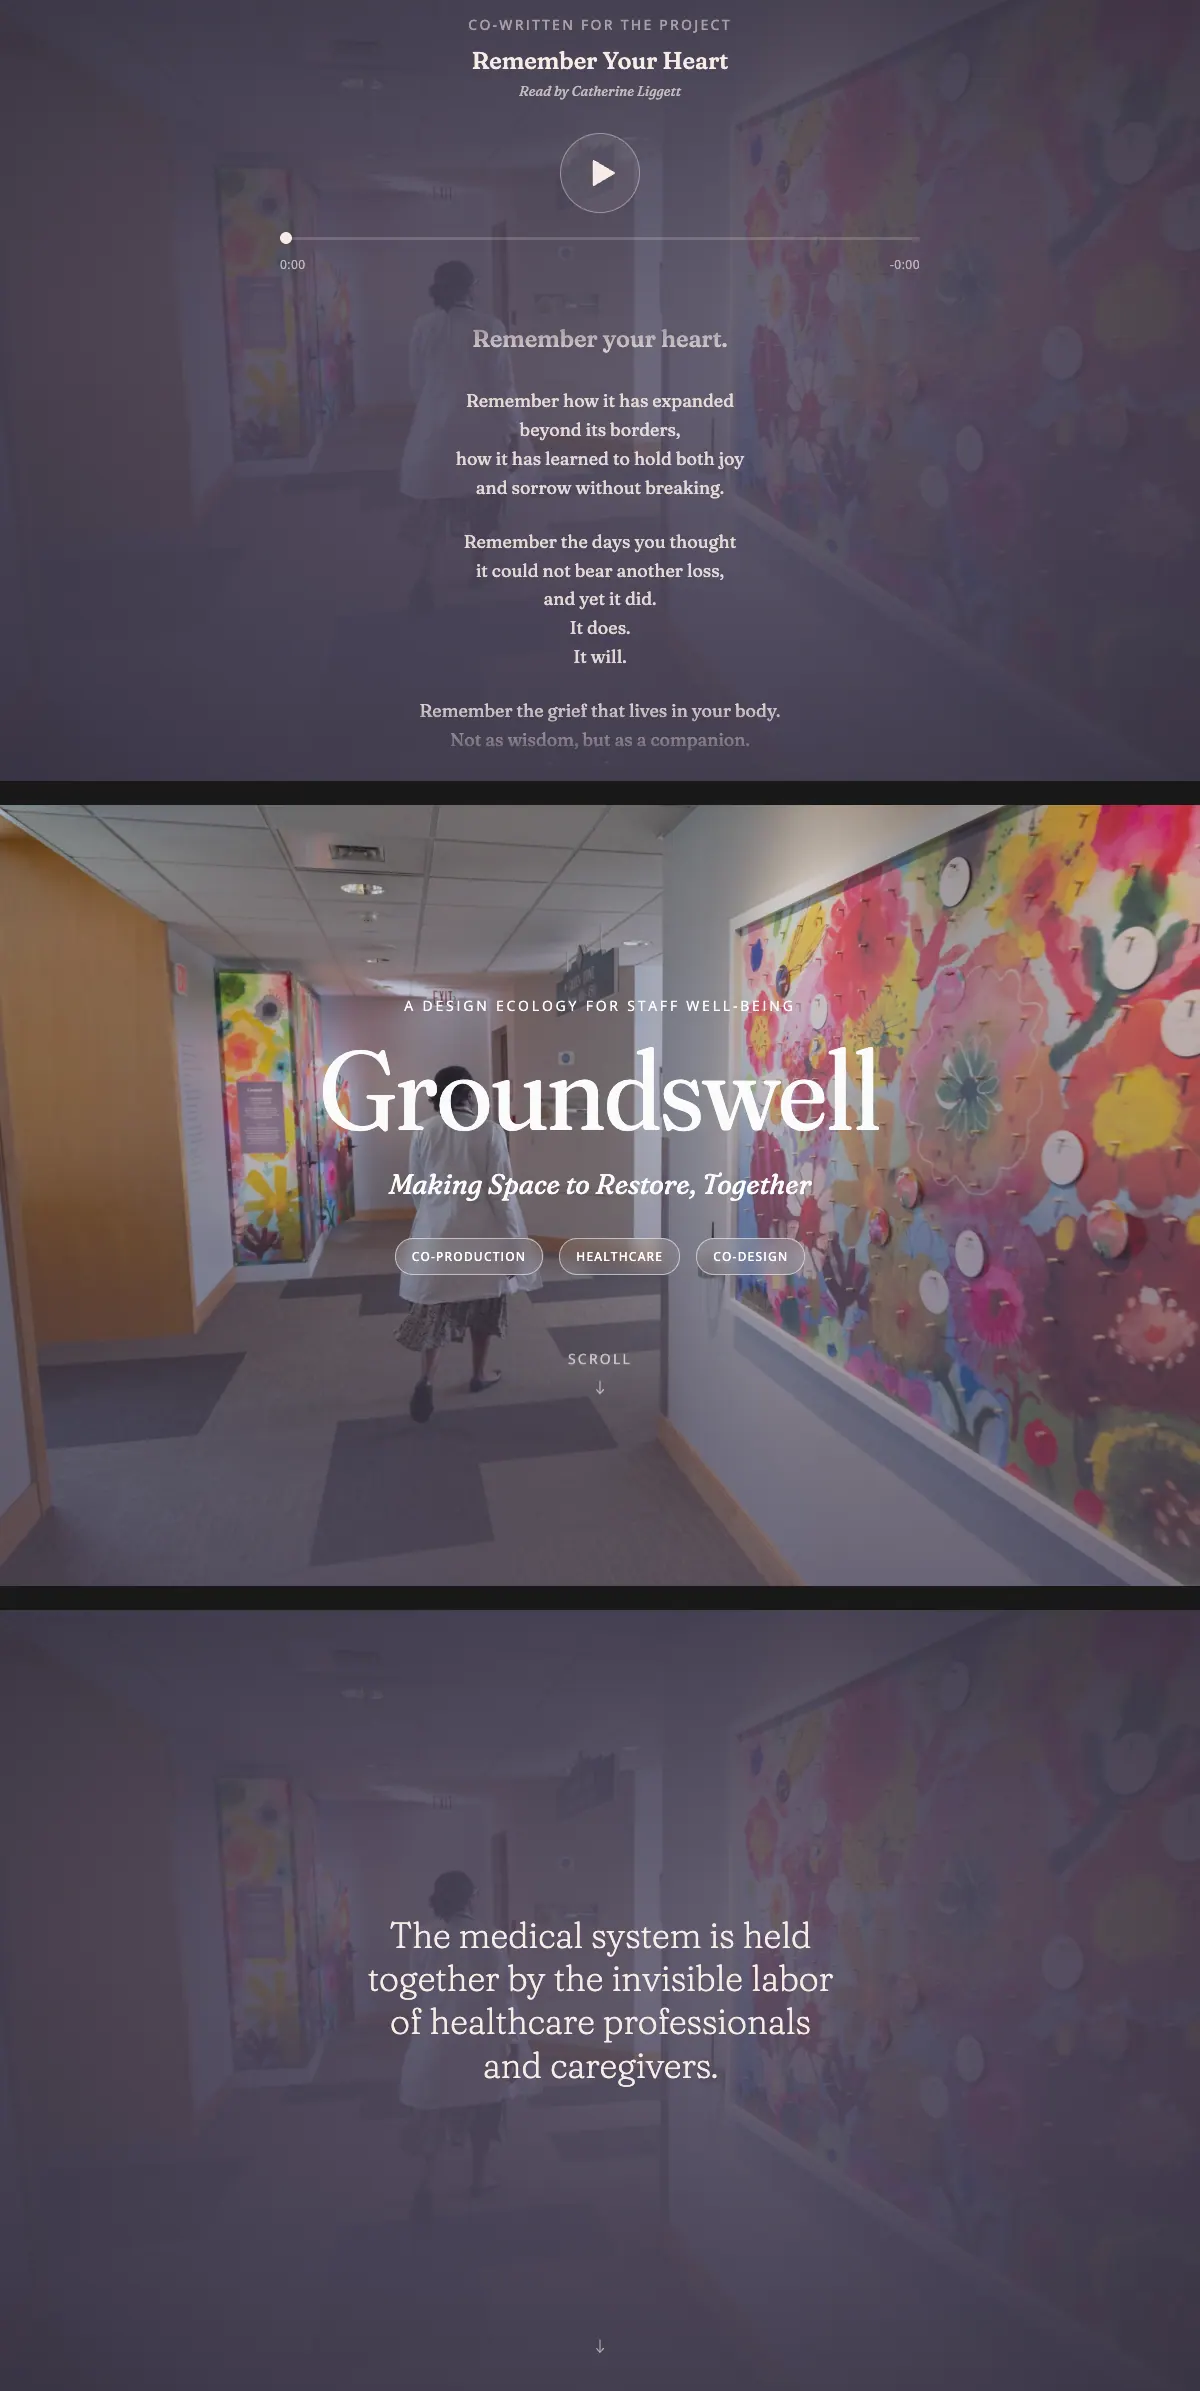 CO-WRITTEN FOR THE PROJECT
Remember Your Heart
Read by Catherine Liggett
0:00
-0:00
Remember your heart.
Remember how it has expanded
beyond its borders,
how it has learned to hold both joy
and sorrow without breaking.
Remember the days you thought
it could not bear another loss,
and yet it did.
It does.
It will.
Remember the grief that lives in your body.
Not as wisdom, but as a companion.
EXIT
A DESIGN ECOLOGY FOR STAFF WELL-BEING
Groundswell
Making Space to Restore, Together
CO-PRODUCTION
HEALTHCARE
CO-DESIGN
SCROLL
↓
The medical system is held
together by the invisible labor
of healthcare professionals
and caregivers.
↓